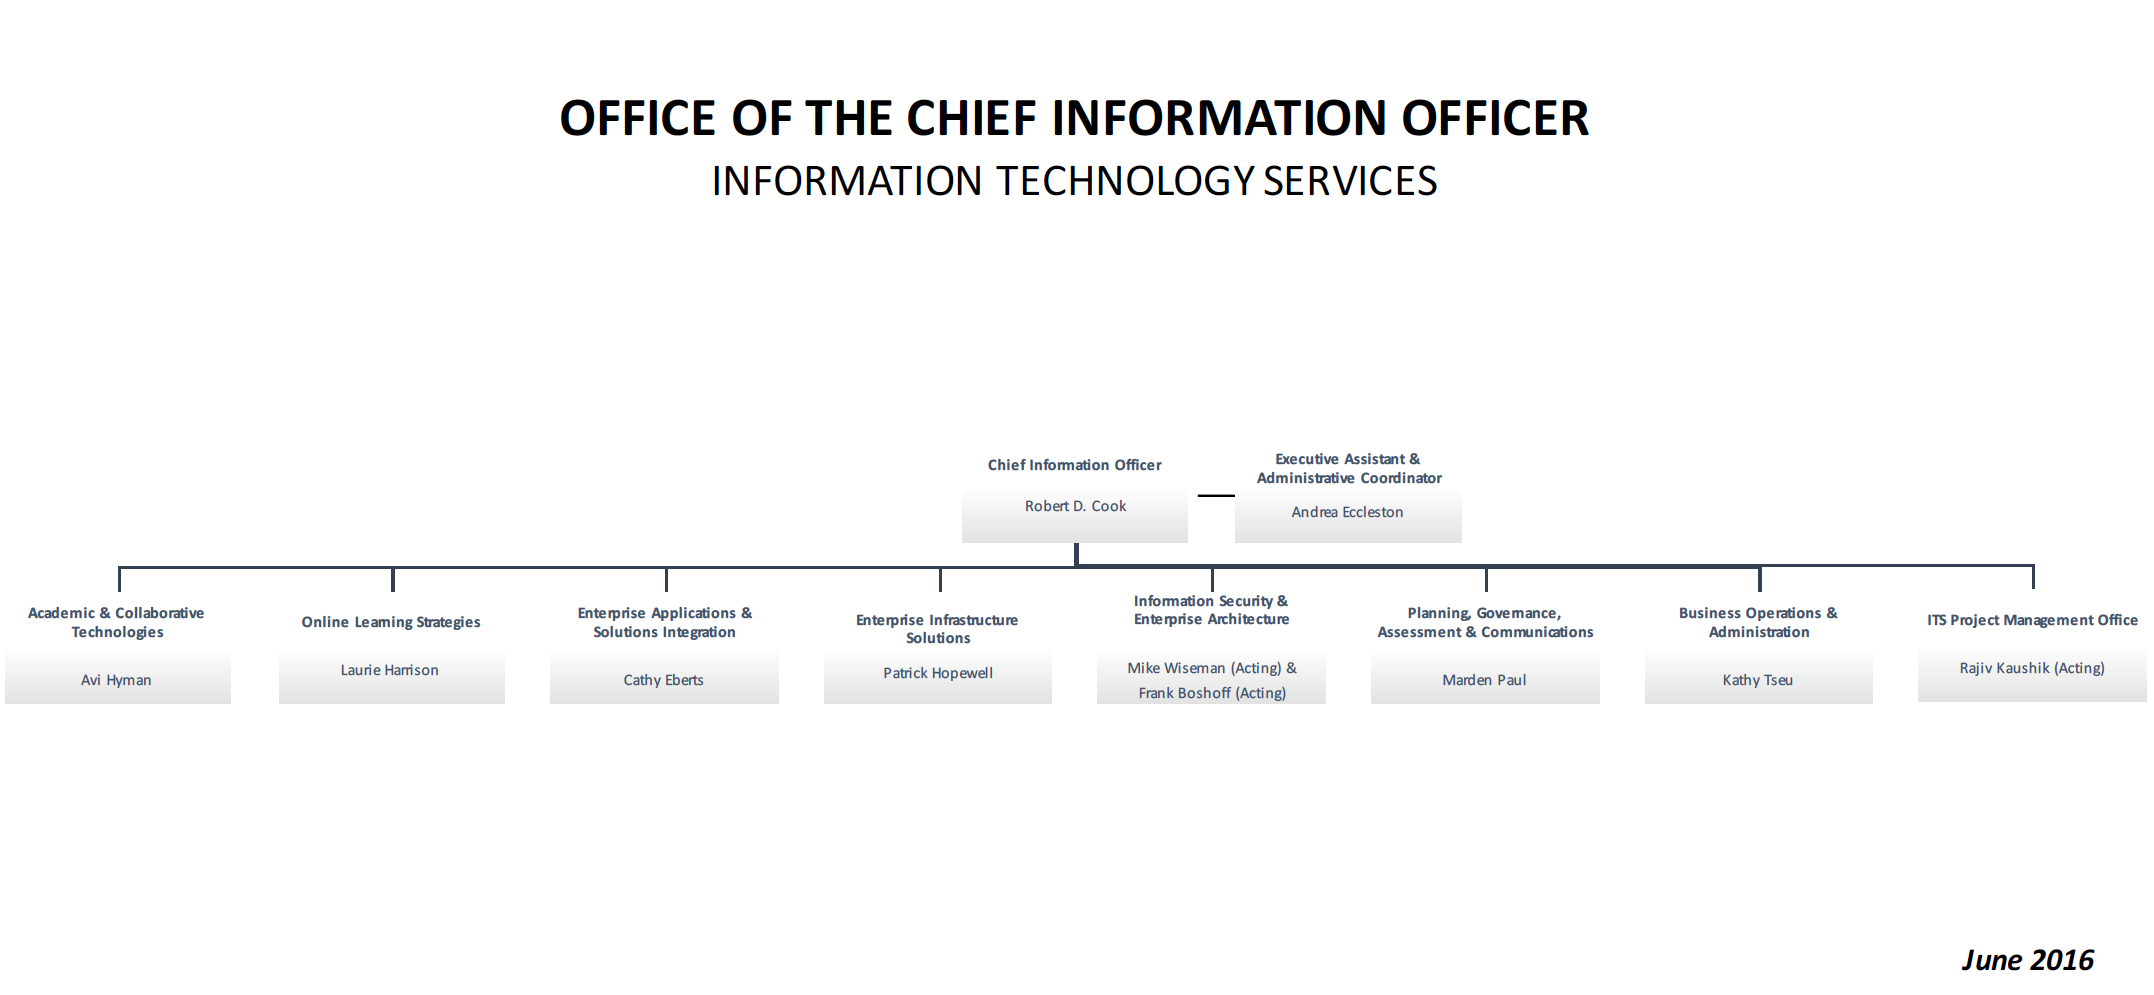 OFFICE OF THE CHIEF INFORMATION OFFICER
INFORMATION TECHNOLOGY SERVICES
Chief Information Officer
Robert D. Cook
Executive Assistant &
Administrative Coordinator
Andrea Eccleston
Academic & Collaborative
Technologies
Avi Hyman
Online Learning Strategies
Laurie Harrison
Enterprise Applications &
Solutions Integration
Cathy Eberts
Enterprise Infrastructure
Solutions
Patrick Hopewell
Information Security &
Enterprise Architecture
Mike Wiseman (Acting) &
Frank Boshoff (Acting)
Planning, Governance,
Assessment & Communications
Marden Paul
Business Operations &
Administration
Kathy Tseu
ITS Project Management Office
Rajiv Kaushik (Acting)
June 2016